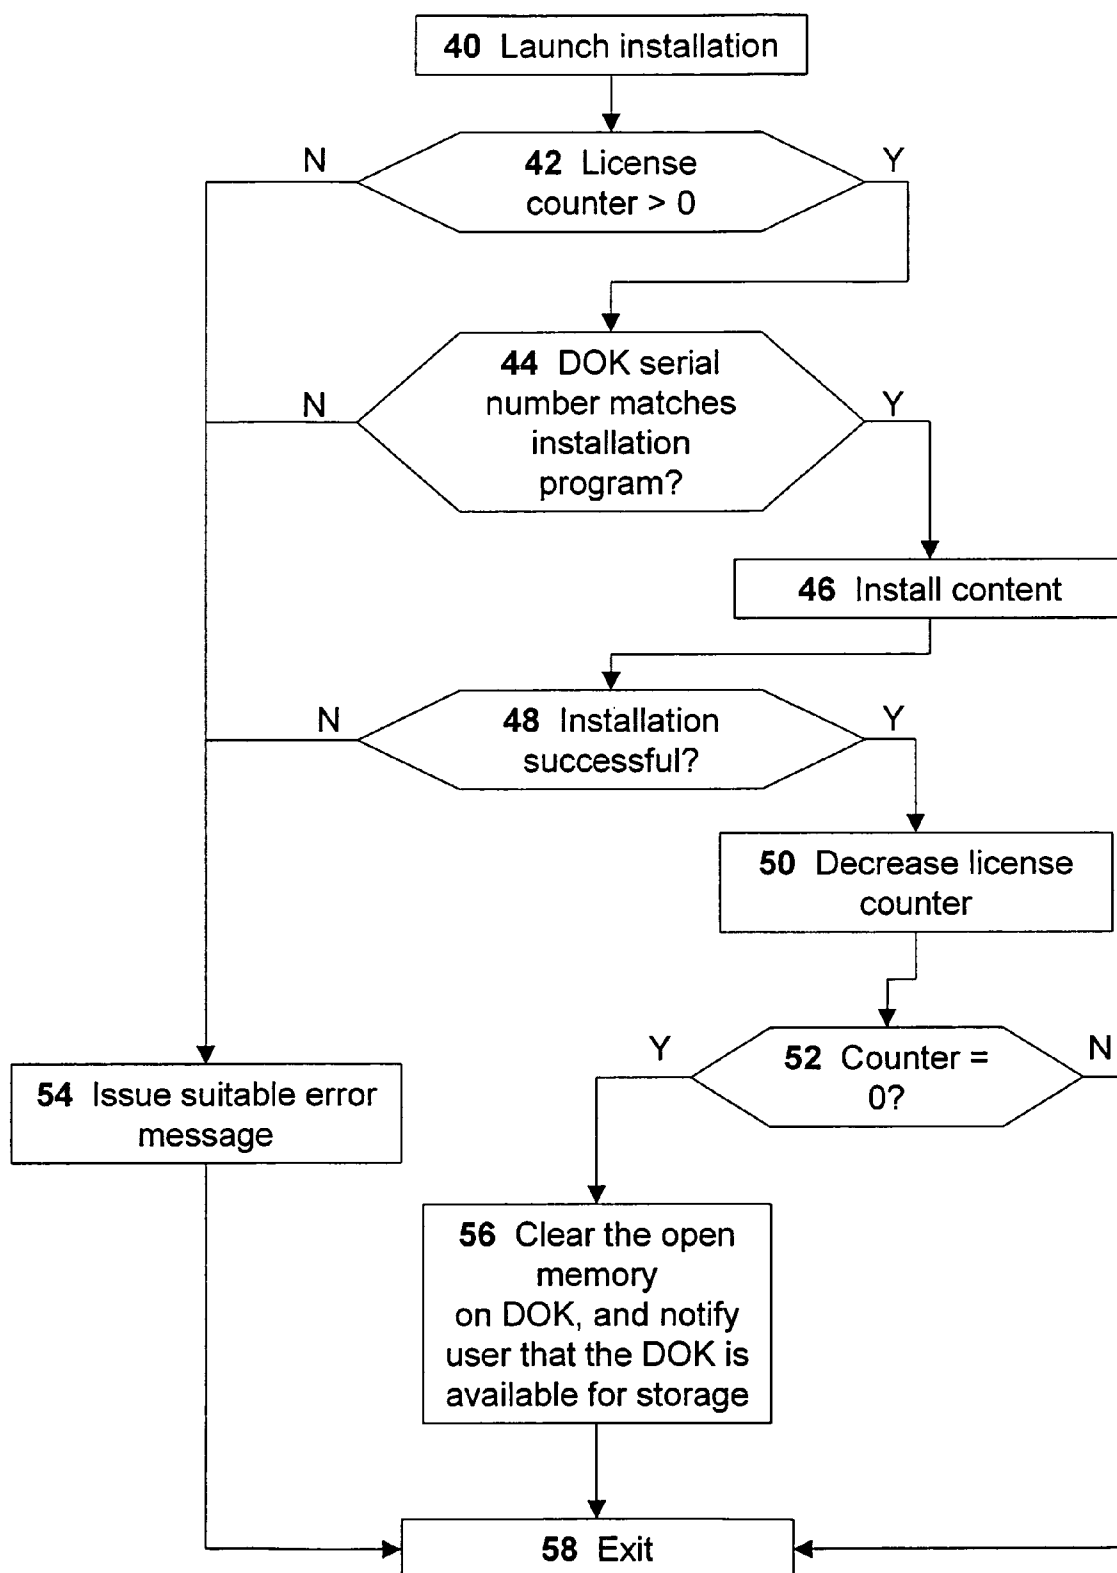 40 Launch installation
N
42 License
counter > 0
Y
44 DOK serial
number matches
installation
program?
N
Y
46 Install content
N
48 Installation
successful?
Y
50 Decrease license
counter
Y
52 Counter =
0?
N
54 Issue suitable error
message
56 Clear the open
memory
on DOK, and notify
user that the DOK is
available for storage
58 Exit